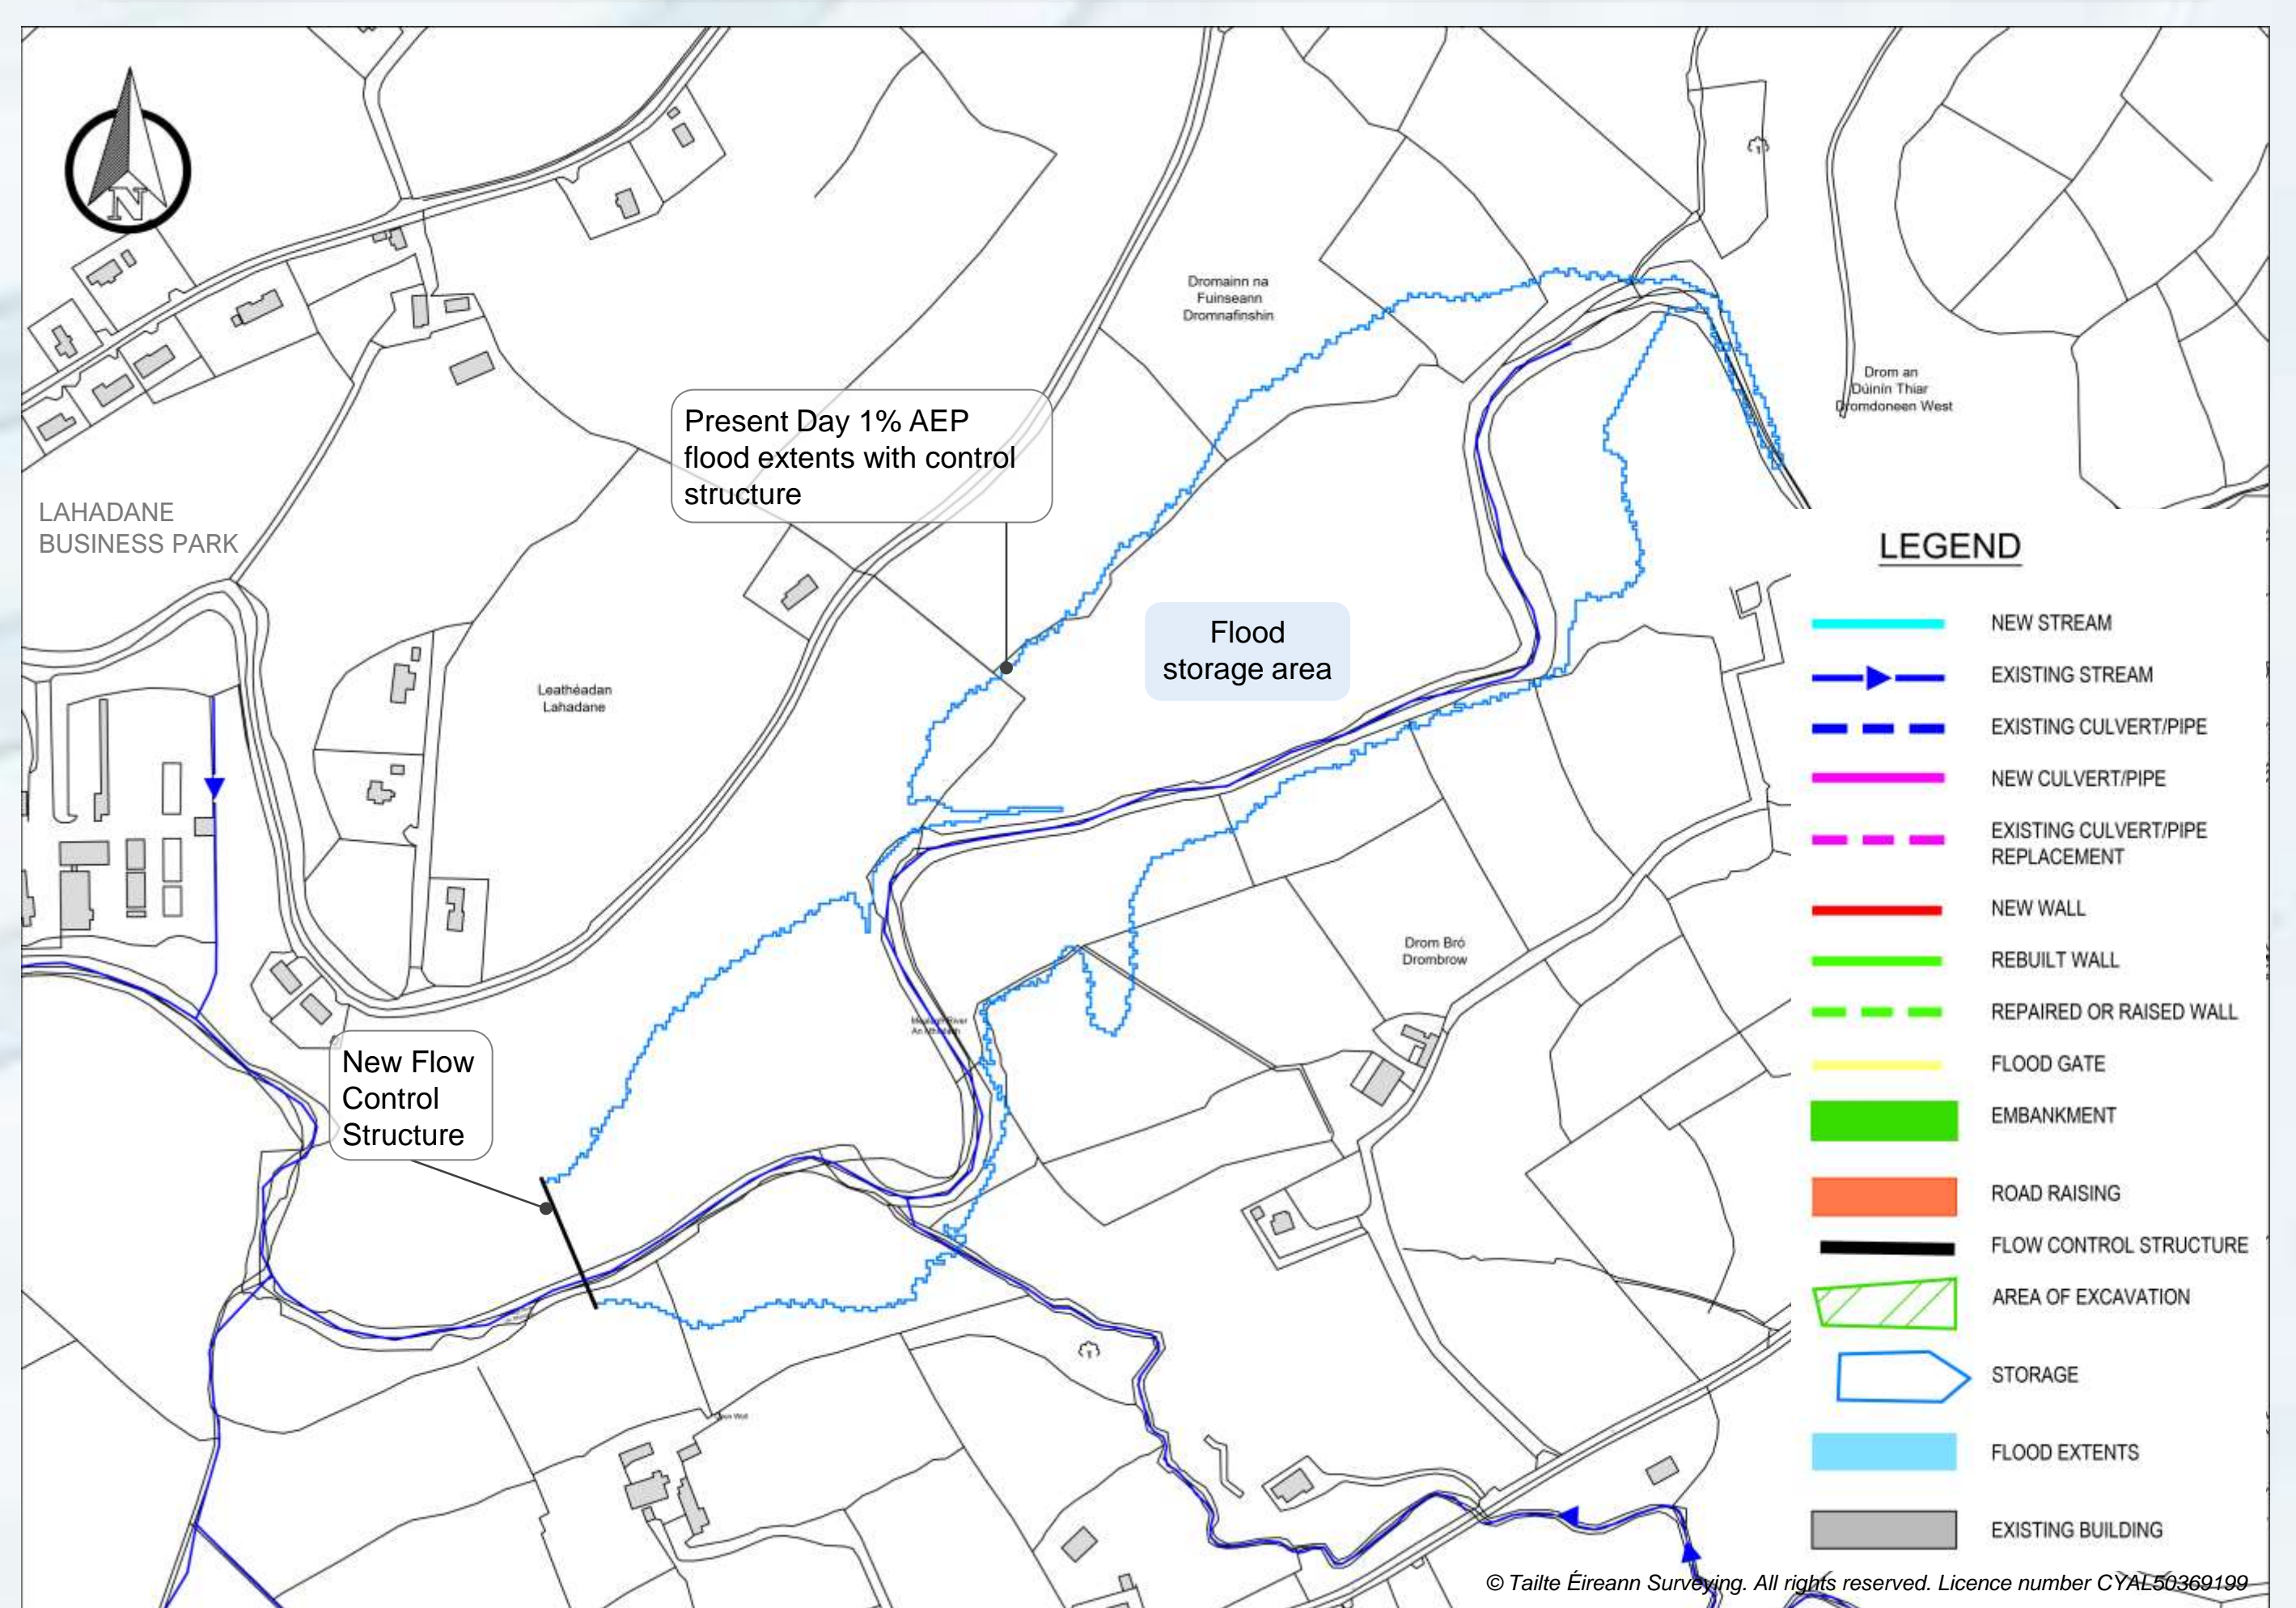 N
Dromainn na
Fuinseann
Dromnafinshin
Drom an
Dúinín Thiar
Dromdoneen West
Present Day 1% AEP
flood extents with control
structure
LAHADANE
BUSINESS PARK
Flood
storage area
Leathéadan
Lahadane
Drom Bró
Drombrow
New Flow
Control
Structure
LEGEND
NEW STREAM
EXISTING STREAM
EXISTING CULVERT/PIPE
NEW CULVERT/PIPE
EXISTING CULVERT/PIPE
REPLACEMENT
NEW WALL
REBUILT WALL
REPAIRED OR RAISED WALL
FLOOD GATE
EMBANKMENT
ROAD RAISING
FLOW CONTROL STRUCTURE
AREA OF EXCAVATION
STORAGE
FLOOD EXTENTS
EXISTING BUILDING
© Tailte Éireann Surveying. All rights reserved. Licence number CYAL50369199